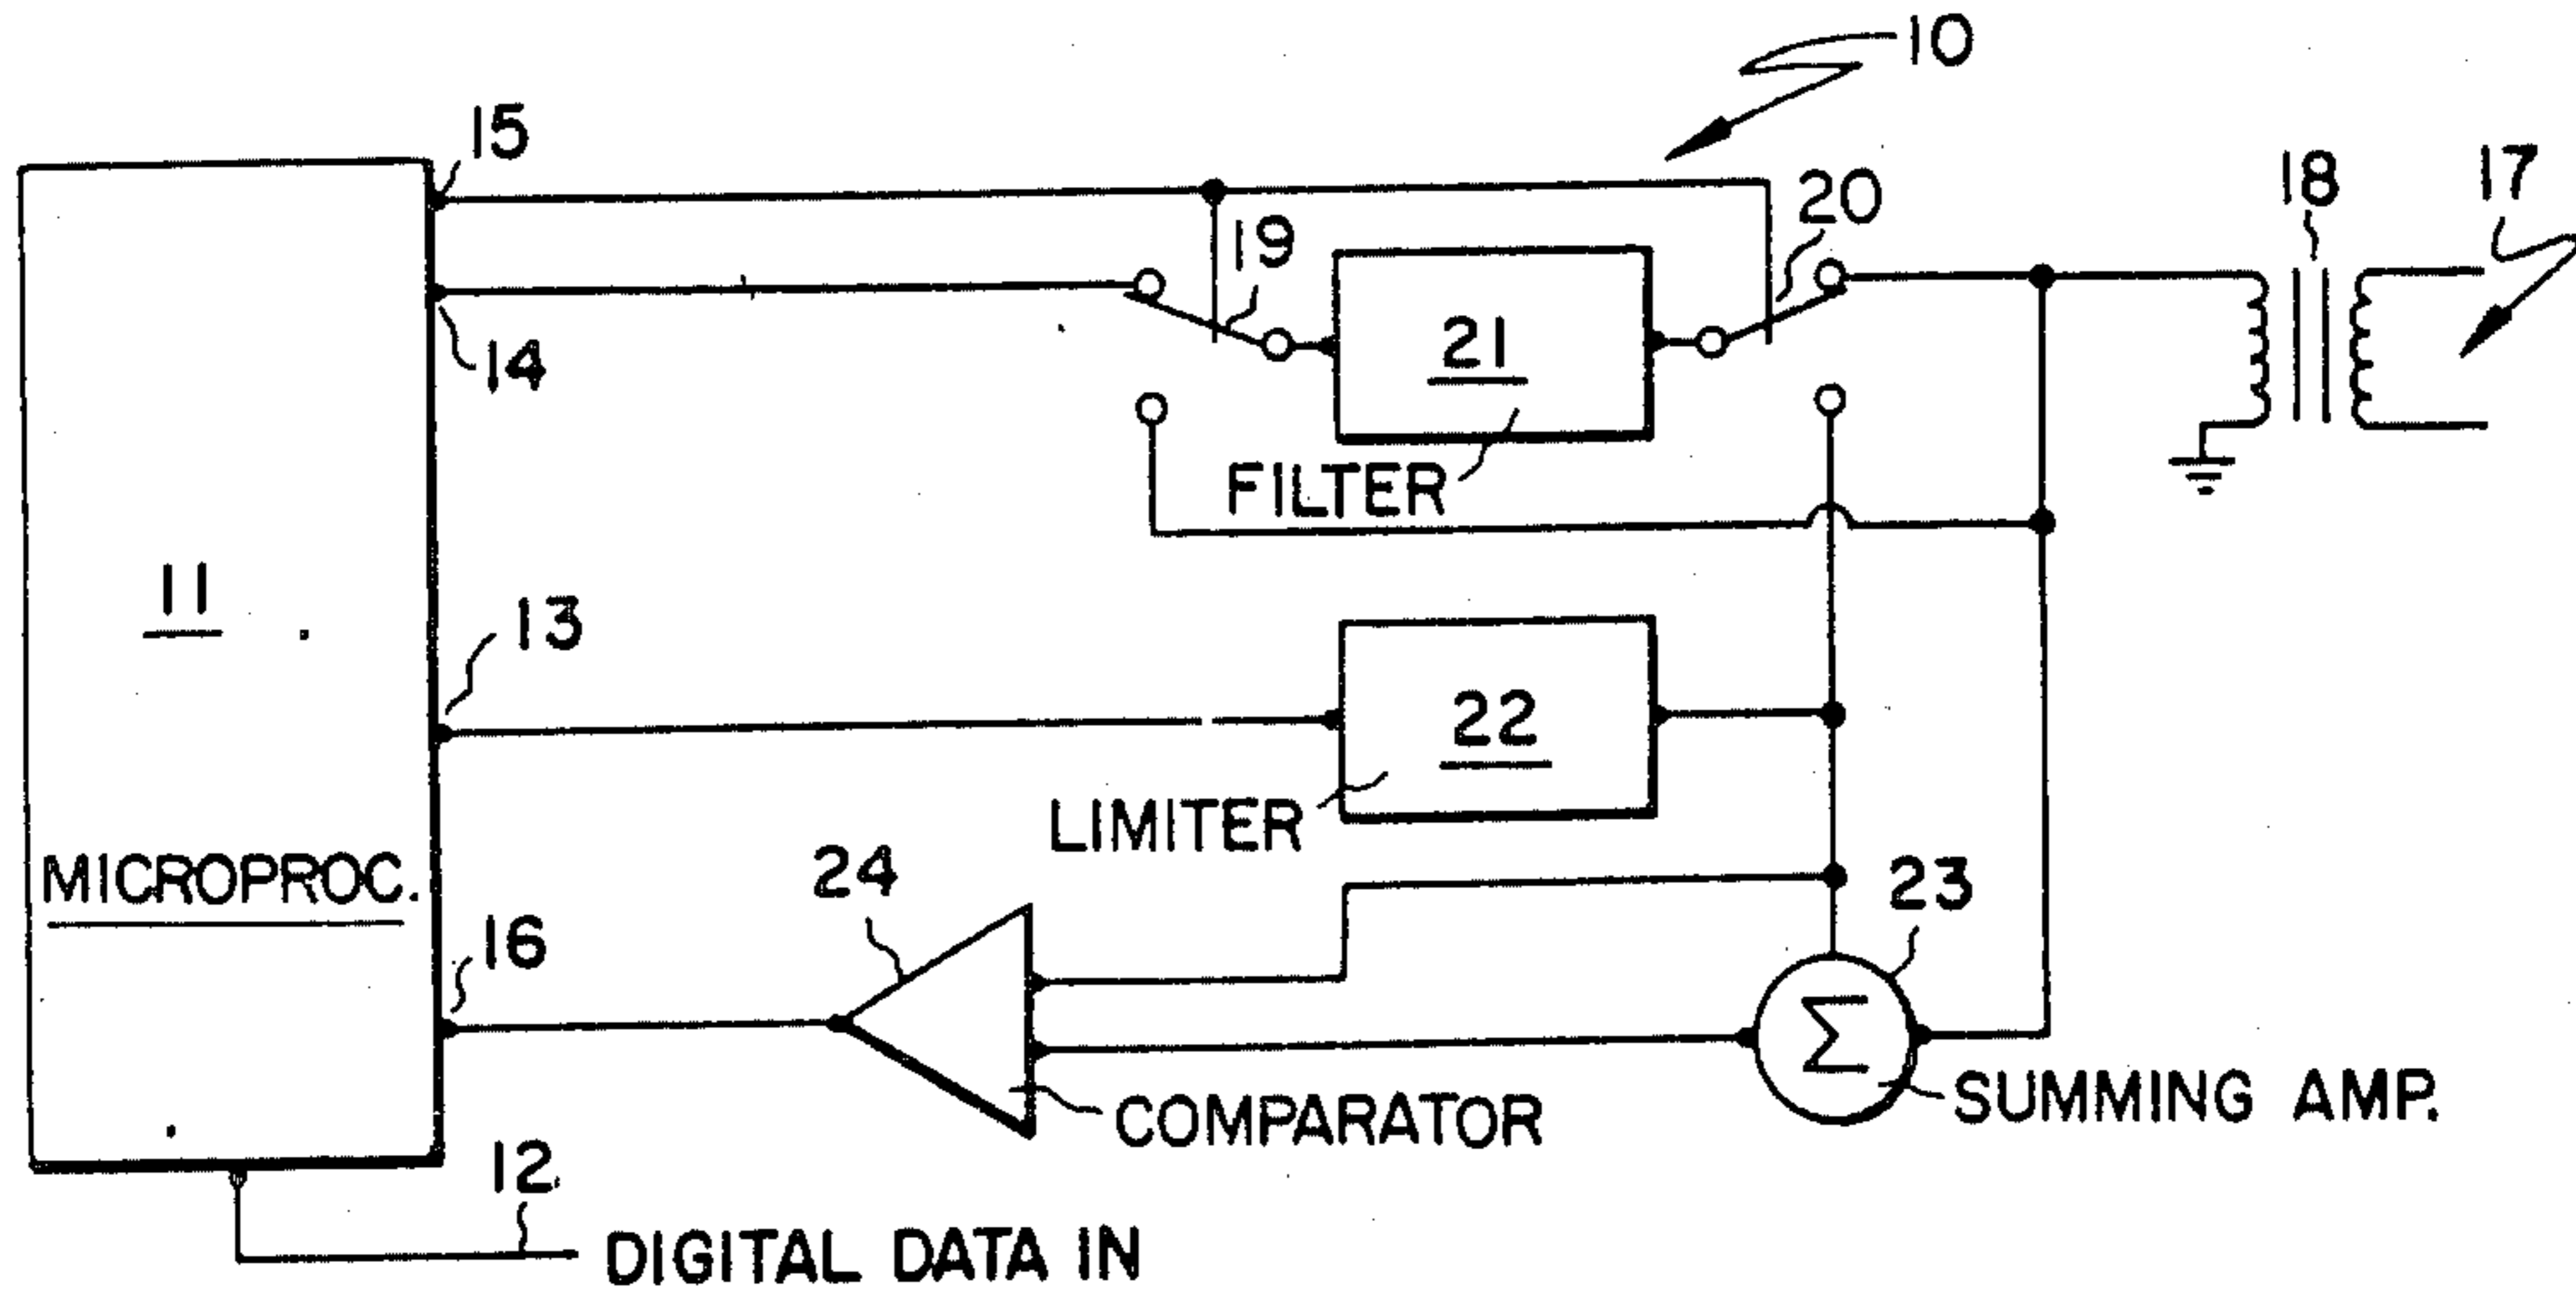 10
15
18
17
20
19
14
21
FILTER
11
13
22
LIMITER
MICROPROC.
24
23
16
Σ
COMPARATOR
SUMMING AMP.
12
DIGITAL DATA IN